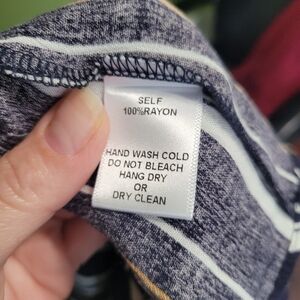 SELF
100%RAYON
HAND WASH COLD
DO NOT BLEACH
HANG DRY
OR
DRY CLEAN